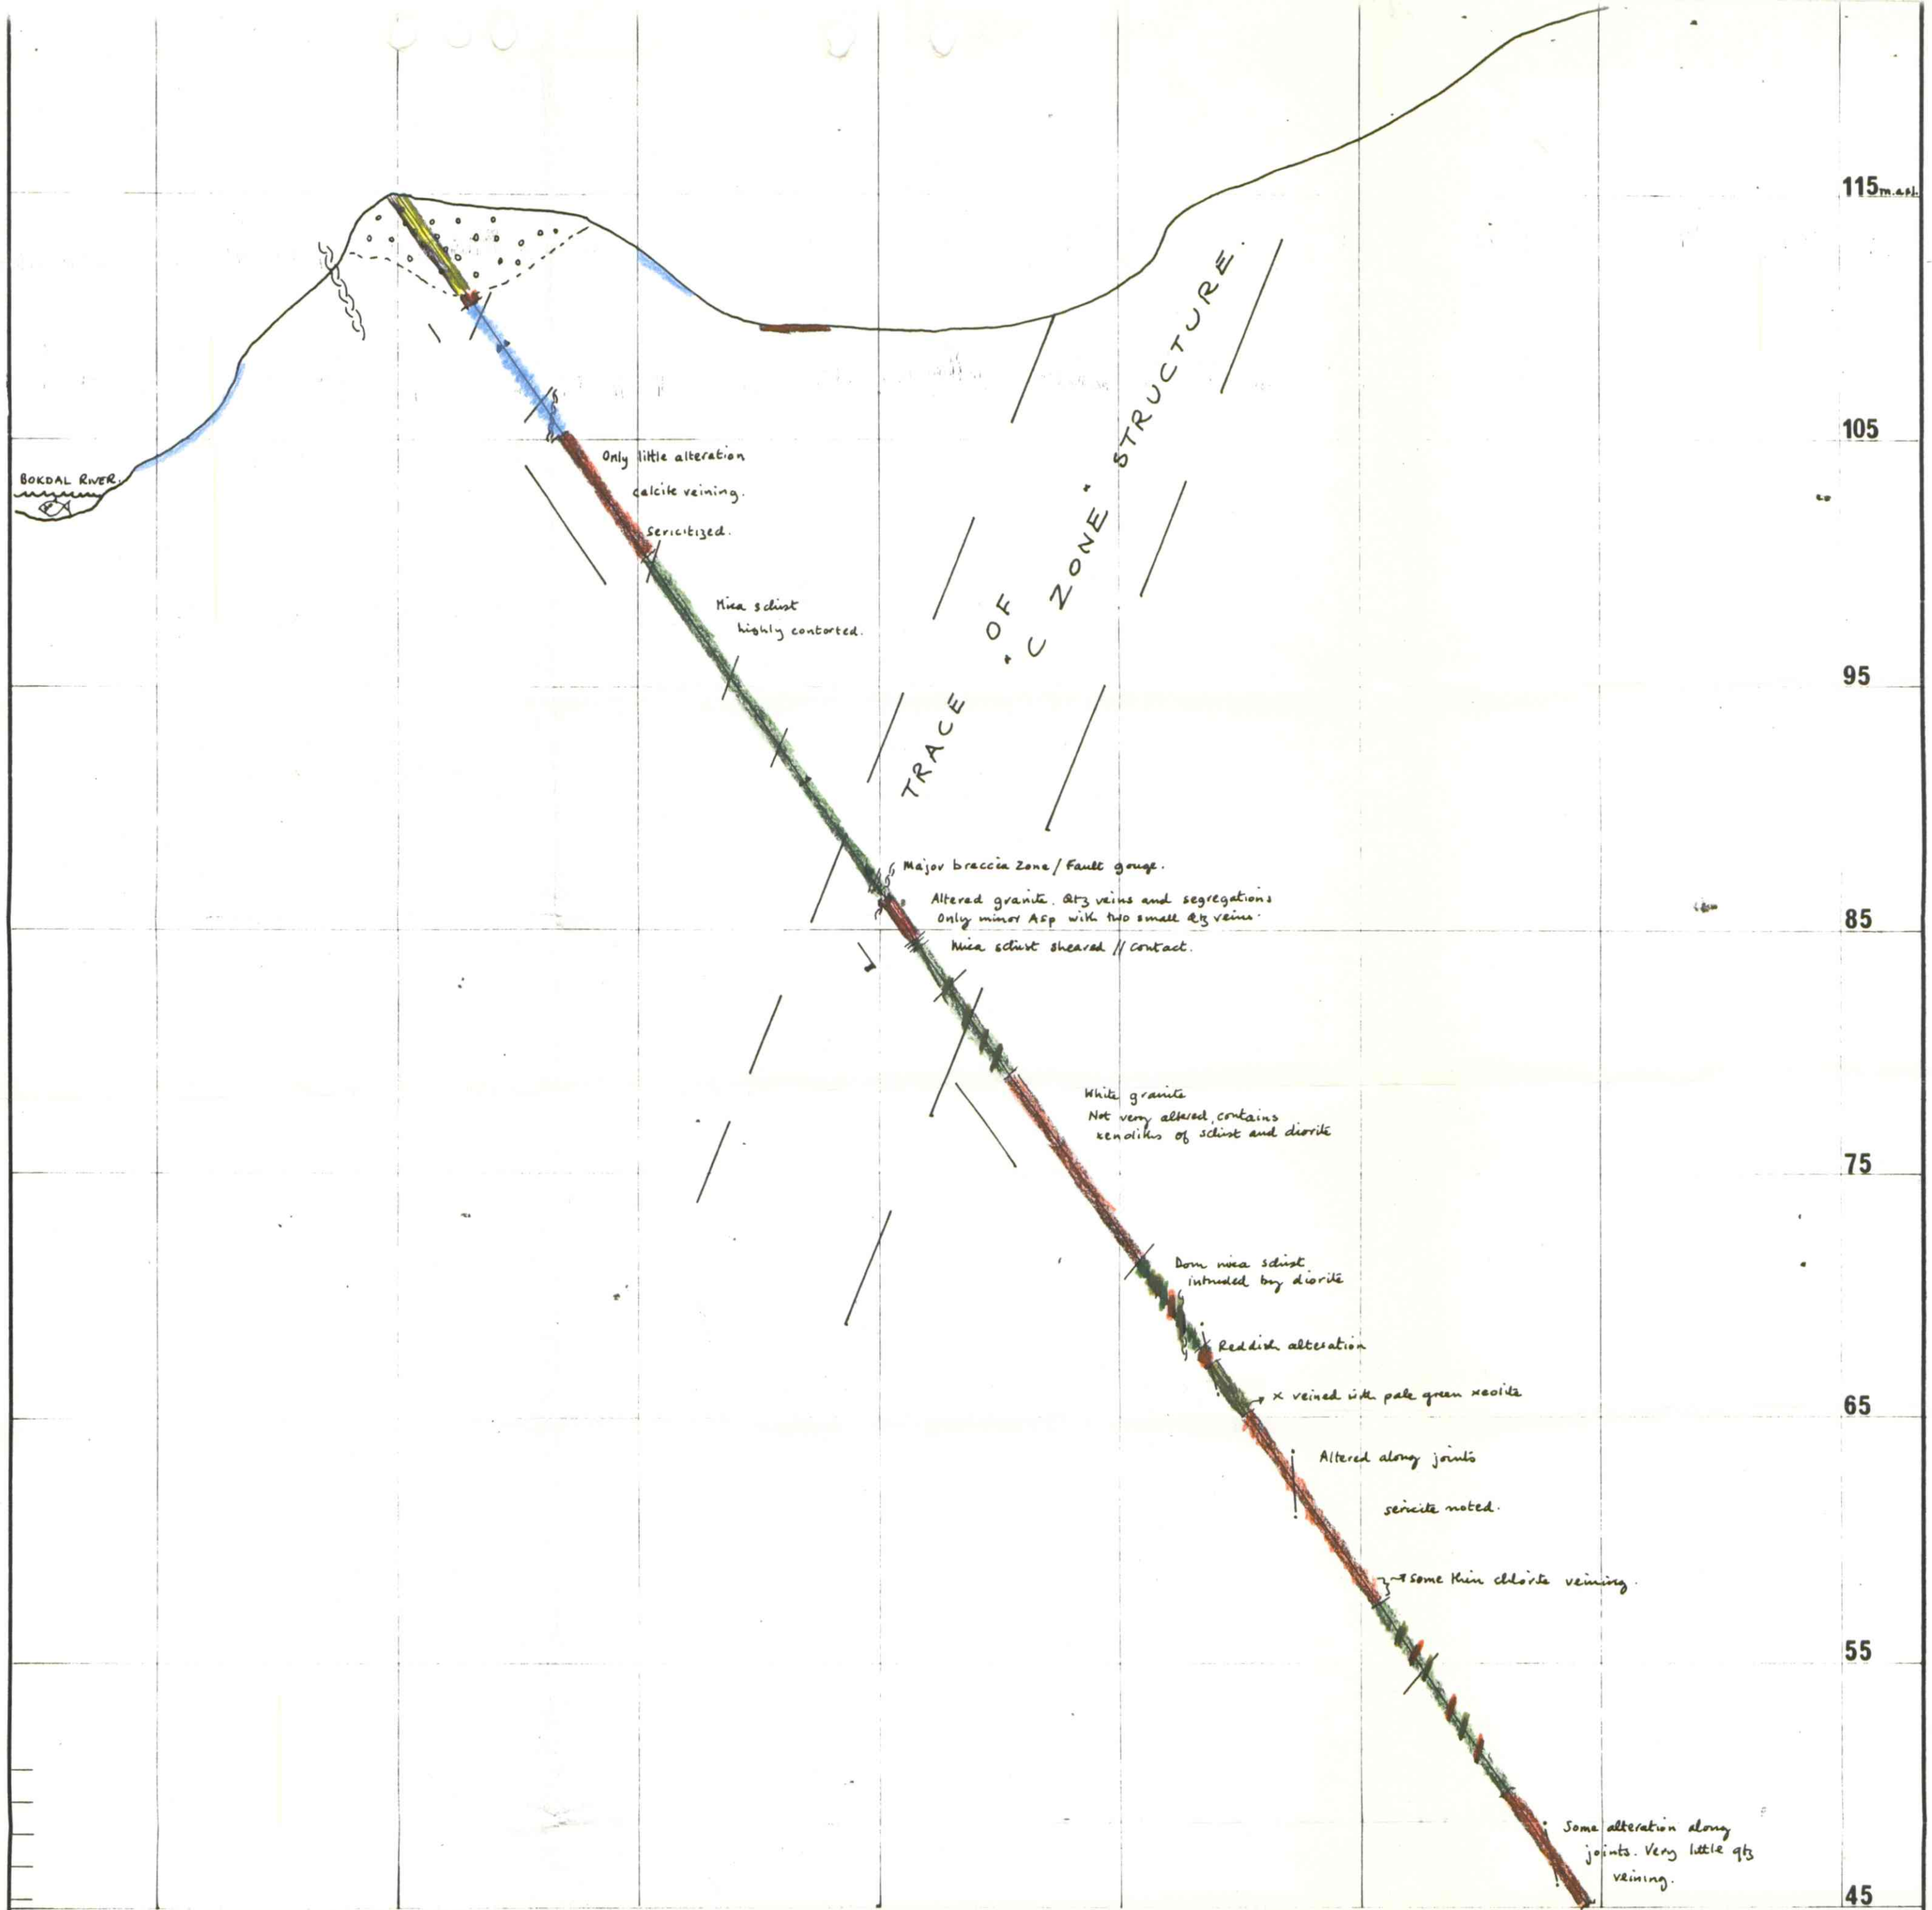 115 m.asl.
105
BOKDAL RIVER.
Only little alteration
calcite veining.
sericitized.
Mica schist
highly contorted.
95
TRACE OF
"C ZONE" STRUCTURE.
Major braccia Zone / Fault gouge.
Altered granite. Qtz veins and segregations
Only minor Asp with two small Qtz veins.
85
Mica schist sheared // contact.
White granite
Not very altered, contains
xenoliths of schist and diorite
75
Dom mica schist
intruded by diorite
Reddish alteration
x veined with pale green xeolite
65
Altered along joints
sericite noted.
Some thin chlorite veining.
55
Some alteration along
joints. Very little qtz
veining.
45